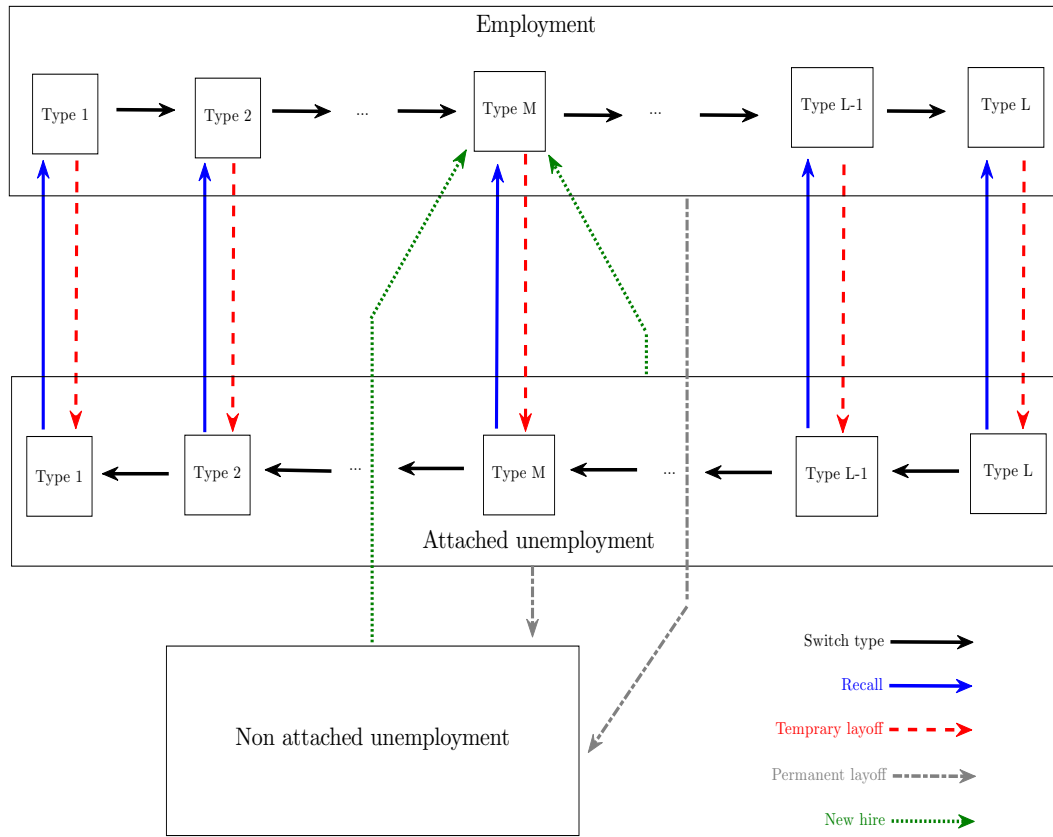 Employment
Type 1
Type 2
...
Type M
...
Type L-1
Type L
Type 1
Type 2
...
Type M
...
Type L-1
Type L
Attached unemployment
Non attached unemployment
Switch type
Recall
Temprary layoff
Permanent layoff
New hire